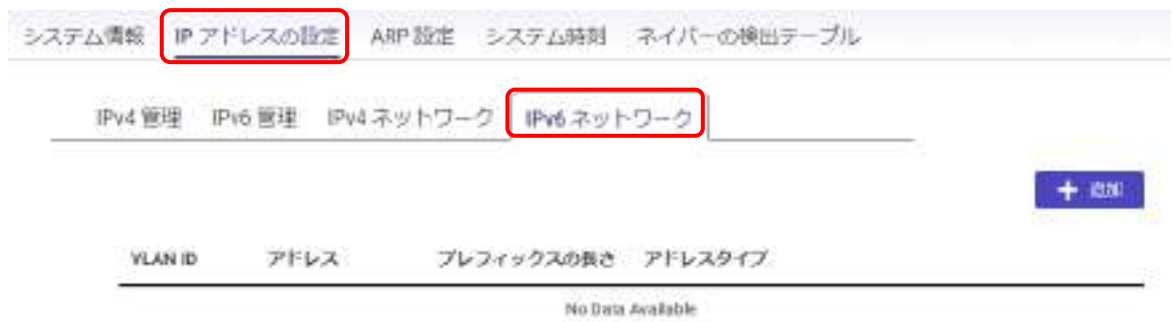 システム情報 IP アドレスの設定 ARP 設定 システム時刻 ネイバーの検出テーブル
IPv4 管理 IPv6 管理 IPv4 ネットワーク IPv6 ネットワーク
+ 追加
VLAN ID アドレス プレフィックスの長さ アドレスタイプ
No Data Available